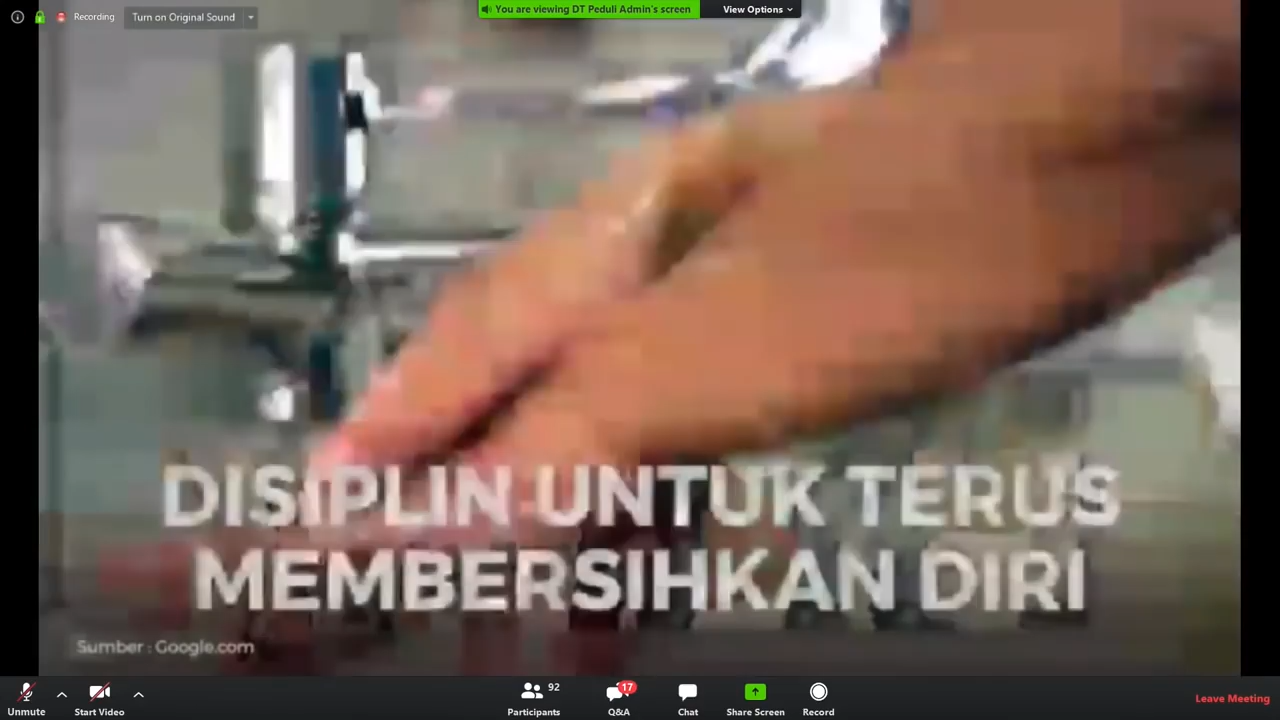 Recording
Turn on Original Sound
You are viewing DT Peduli Admin's screen
View Options
DISIPLIN UNTUK TERUS
MEMBERSIHKAN DIRI
Sumber : Google.com
Unmute
Start Video
Participants
92
Q&A
17
Chat
Share Screen
Record
Leave Meeting